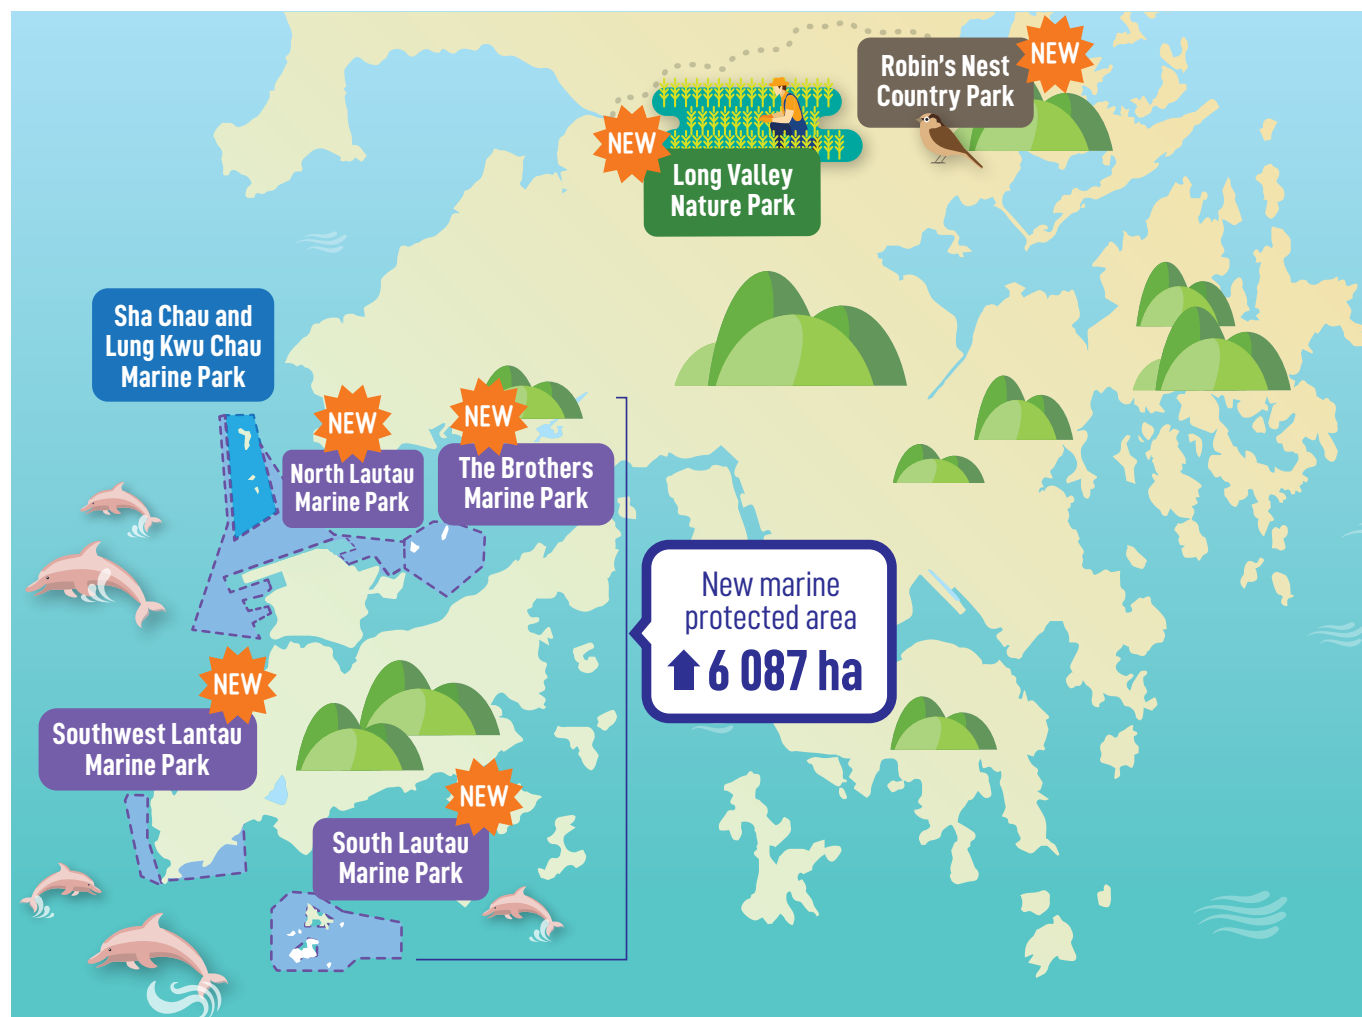 NEW
Robin's Nest
Country Park
NEW
Long Valley
Nature Park
Sha Chau and
Lung Kwu Chau
Marine Park
NEW
North Lautau
Marine Park
NEW
The Brothers
Marine Park
New marine
protected area
6 087 ha
NEW
Southwest Lantau
Marine Park
NEW
South Lautau
Marine Park